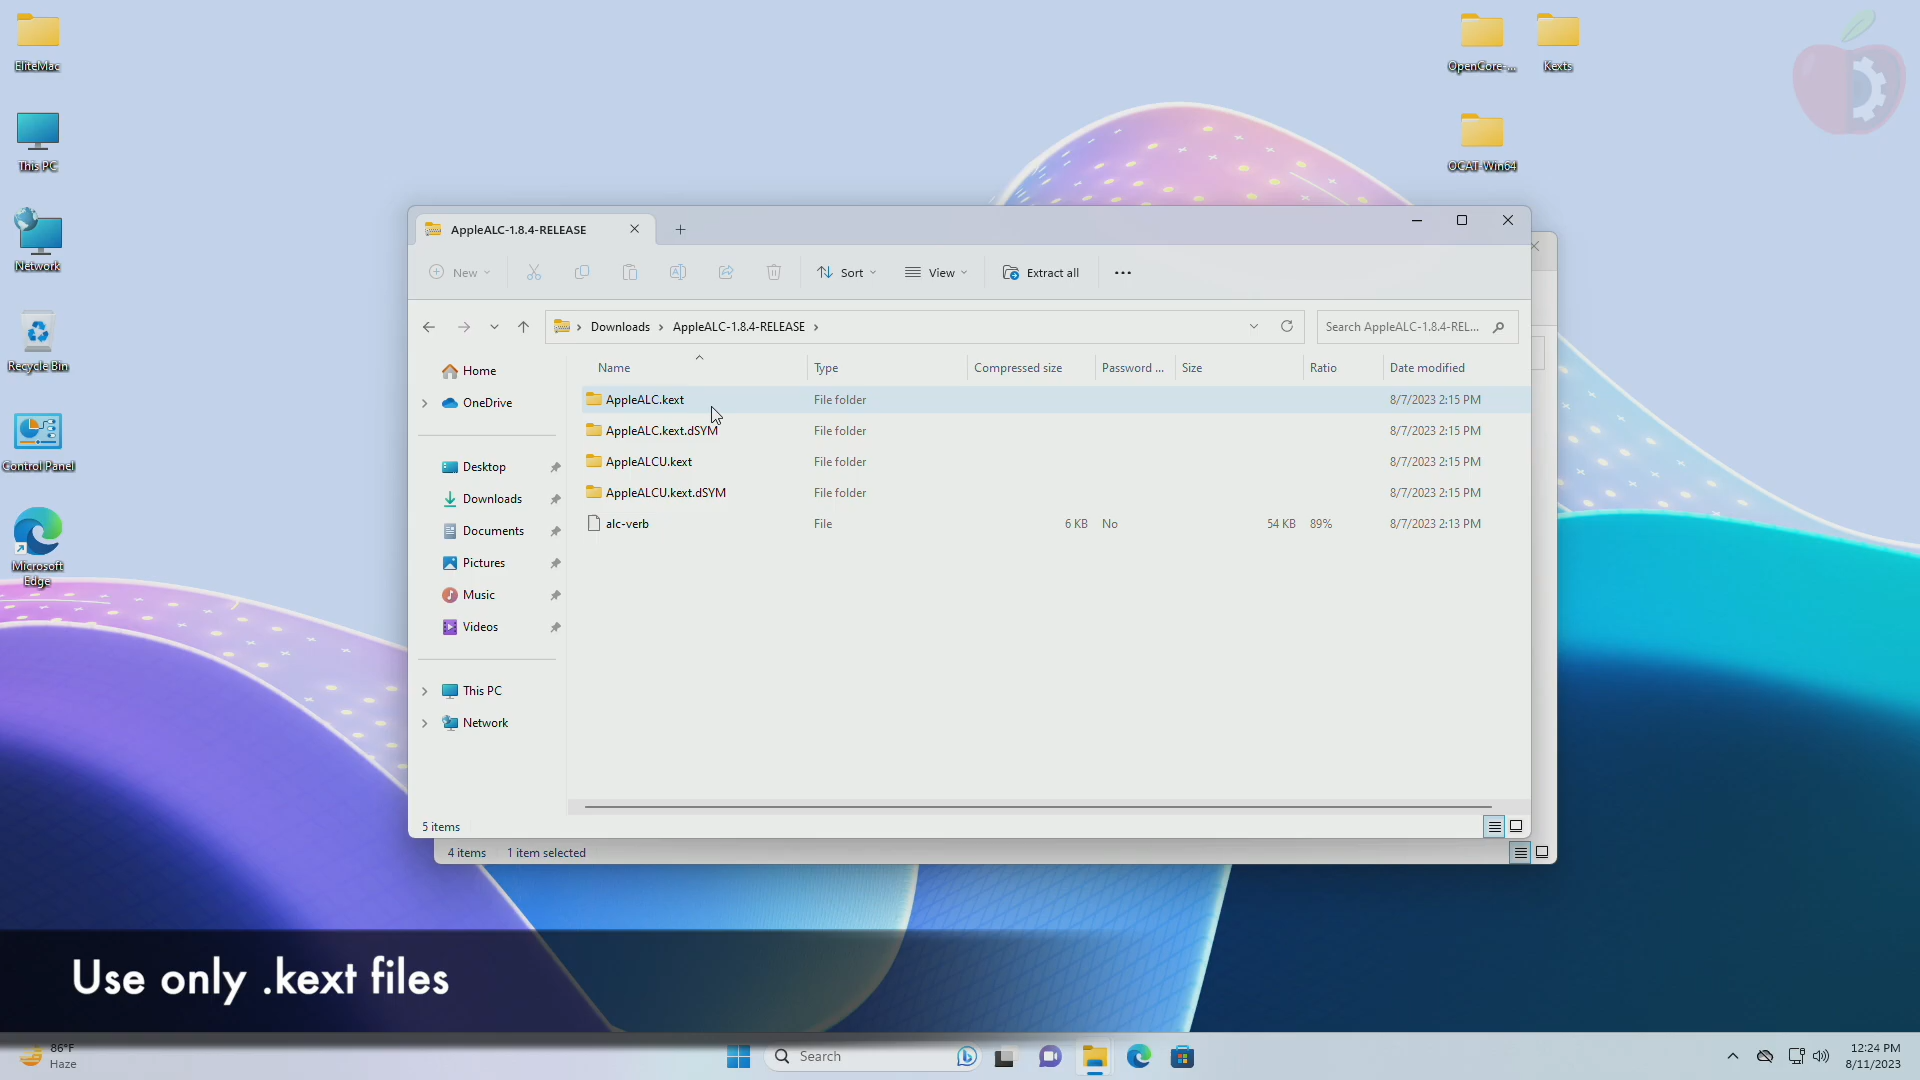 EliteMac
This PC
Network
Recycle Bin
Control Panel
Microsoft
Edge
OpenCore-...
Kexts
OCAT-Win64
AppleALC-1.8.4-RELEASE
New
Sort
View
Extract all
Downloads
AppleALC-1.8.4-RELEASE
Search AppleALC-1.8.4-REL...
Home
OneDrive
Desktop
Downloads
Documents
Pictures
Music
Videos
This PC
Network
Name Type Compressed size Password ... Size Ratio Date modified
AppleALC.kext File folder 8/7/2023 2:15 PM
AppleALC.kext.dSYM File folder 8/7/2023 2:15 PM
AppleALCU.kext File folder 8/7/2023 2:15 PM
AppleALCU.kext.dSYM File folder 8/7/2023 2:15 PM
alc-verb File 6 KB No 54 KB 89% 8/7/2023 2:13 PM
5 items
4 items 1 item selected
Use only .kext files
86°F
Haze
Search
12:24 PM
8/11/2023